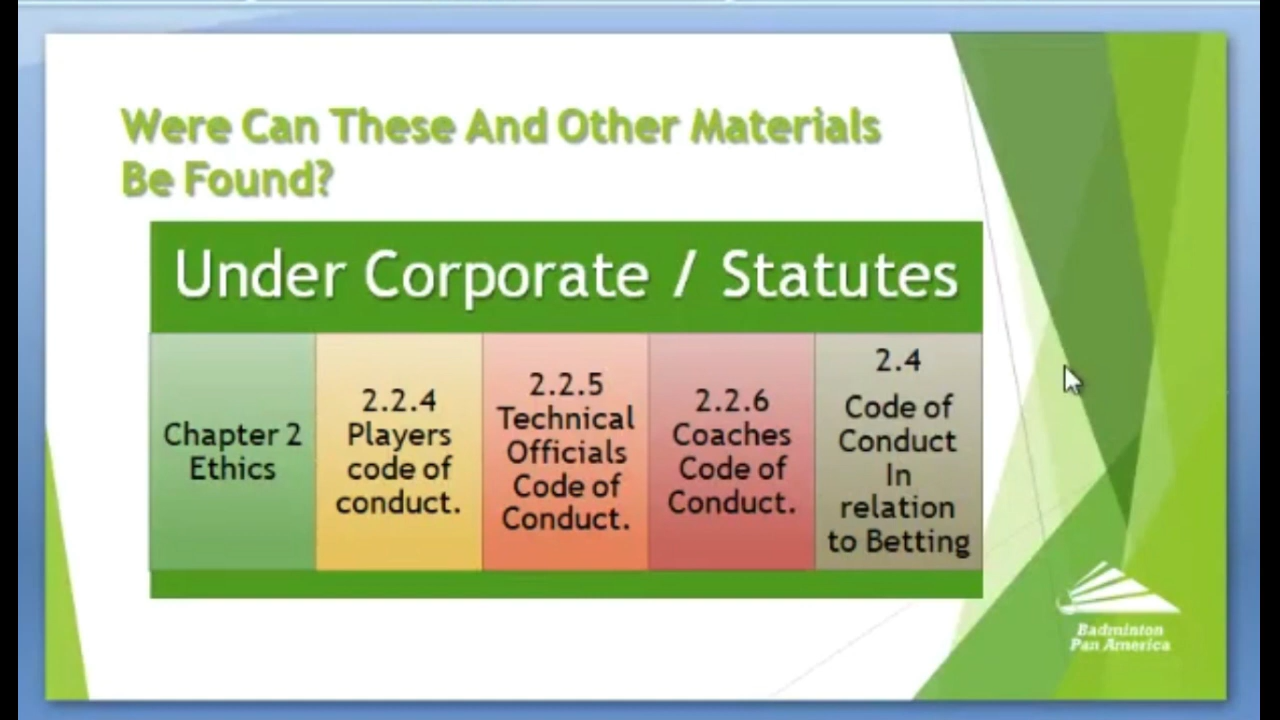 Were Can These And Other Materials
Be Found?
Under Corporate / Statutes
Chapter 2
Ethics
2.2.4
Players
code of
conduct.
2.2.5
Technical
Officials
Code of
Conduct.
2.2.6
Coaches
Code of
Conduct.
2.4
Code of
Conduct
In
relation
to Betting
Badminton
Pan America